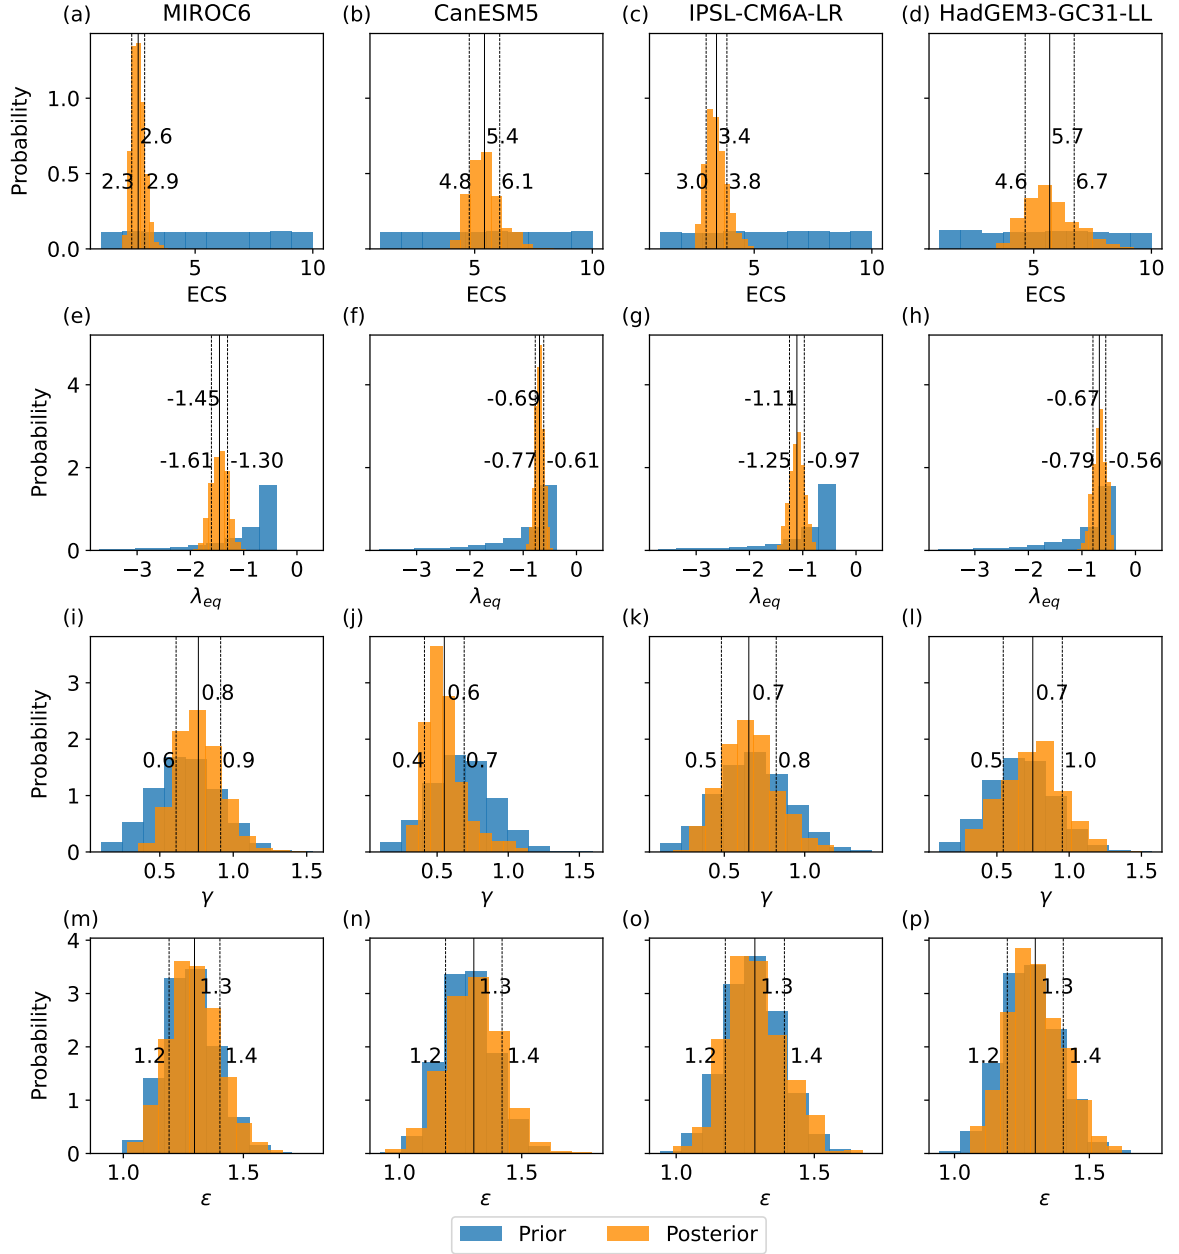 (a) MIROC6 (b) CanESM5 (c) IPSL-CM6A-LR (d) HadGEM3-GC31-LL
Probability
1.0
0.5
0.0
2.6 5.4 3.4 5.7
2.3 2.9 4.8 6.1 3.0 3.8 4.6 6.7
5 10 5 10 5 10 5 10
ECS ECS ECS ECS
(e) (f) (g) (h)
Probability
4
2
0
-1.45 -0.69 -1.11 -0.67
-1.61 -1.30 -0.77 -0.61 -1.25 -0.97 -0.79 -0.56
−3 −2 −1 0 −3 −2 −1 0 −3 −2 −1 0 −3 −2 −1 0
λeq λeq λeq λeq
(i) (j) (k) (l)
Probability
3
2
1
0
0.8 0.6 0.7 0.7
0.6 0.9 0.4 0.7 0.5 0.8 0.5 1.0
0.5 1.0 1.5 0.5 1.0 1.5 0.5 1.0 0.5 1.0 1.5
γ γ γ γ
(m) (n) (o) (p)
Probability
4
3
2
1
0
1.3 1.3 1.3 1.3
1.2 1.4 1.2 1.4 1.2 1.4 1.2 1.4
1.0 1.5 1.0 1.5 1.0 1.5 1.0 1.5
ε ε ε ε
Prior Posterior